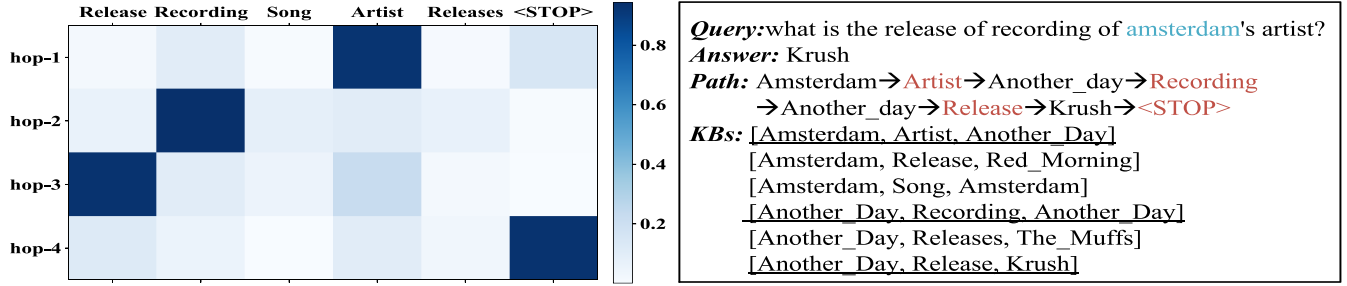 Release Recording Song Artist Releases <STOP>
hop-1
hop-2
hop-3
hop-4
0.8
0.6
0.4
0.2
Query:what is the release of recording of amsterdam's artist?
Answer: Krush
Path: Amsterdam→Artist→Another_day→Recording
→Another_day→Release→Krush→<STOP>
KBs: [Amsterdam, Artist, Another_Day]
[Amsterdam, Release, Red_Morning]
[Amsterdam, Song, Amsterdam]
[Another_Day, Recording, Another_Day]
[Another_Day, Releases, The_Muffs]
[Another_Day, Release, Krush]